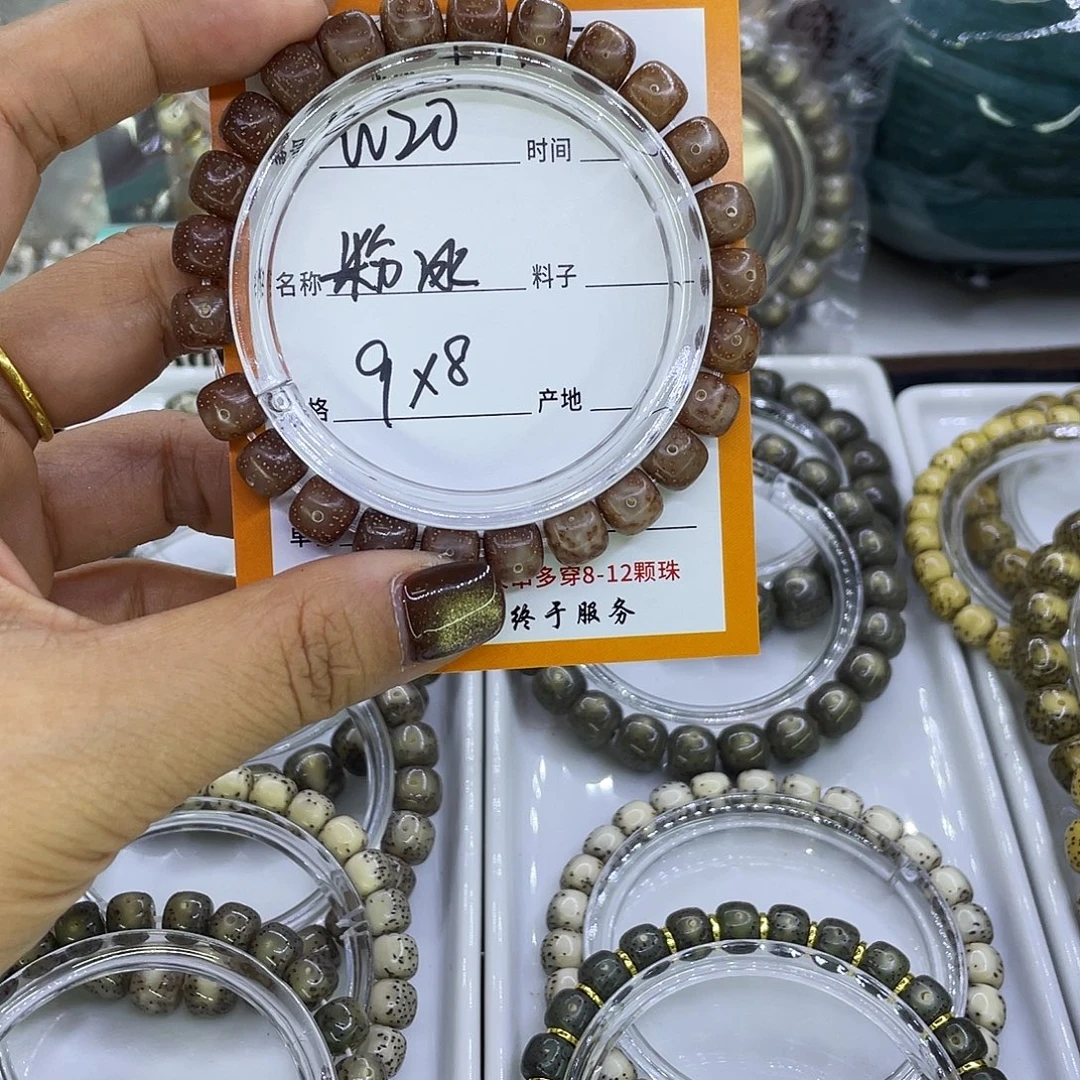 W20 时间
名称 粉冰 料子
9x8
格 产地
多穿8-12颗珠
终于服务